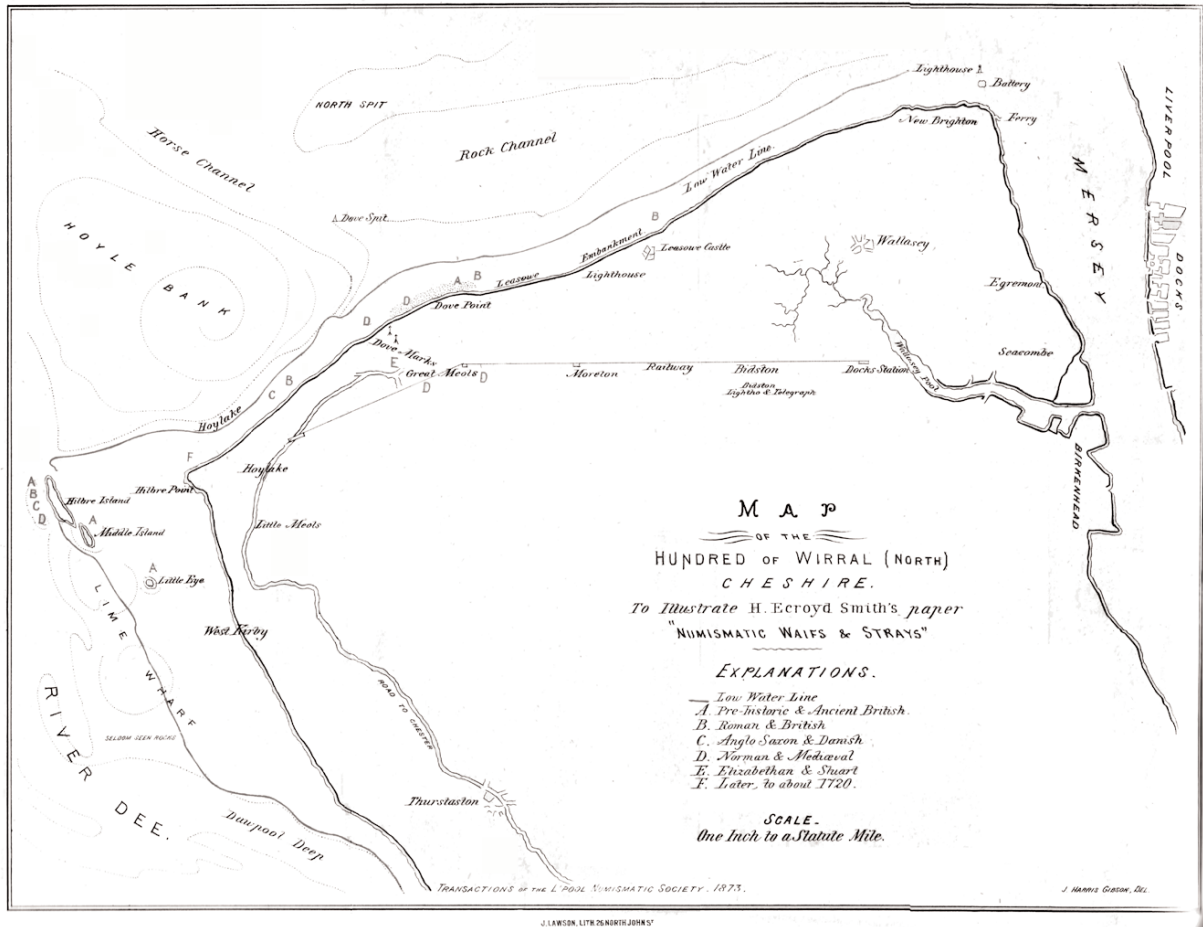 Lighthouse
Battery
New Brighton
Ferry
LIVERPOOL
DOCKS
MERSEY
NORTH SPIT
Rock Channel
Horse Channel
Low Water Line
HOYLE
BANK
Dove Spit
B
Embankment
Leasowe Castle
Wallasey
Leasowe
Lighthouse
A B
D
Dove Point
Egremont
D
Dove Marks
E
Great Meols
D
D
Moreton
Railway
Bidston
Docks Station
Bidston
Lightho & Telegraph
Wallasey Pool
Seacombe
B
C
Hoylake
F
Hoylake
BIRKENHEAD
A
B
C
D
Hilbre Island
Hilbre Point
A
Middle Island
Little Meols
A
Little Eye
LIME
WHARF
West Kirby
ROAD TO CHESTER
SELDOM SEEN ROCKS
RIVER
DEE.
Dawpool Deep
Thurstaston
MAP
OF THE
HUNDRED OF WIRRAL (NORTH)
CHESHIRE.
To Illustrate H. Ecroyd Smith's paper
"NUMISMATIC WAIFS & STRAYS"
EXPLANATIONS.
Low Water Line
A. Pre-historic & Ancient British.
B. Roman & British
C. Anglo Saxon & Danish
D. Norman & Mediæval
E. Elizabethan & Stuart
F. Later, to about 1720.
SCALE.
One Inch to a Statute Mile.
TRANSACTIONS OF THE L'POOL NUMISMATIC SOCIETY. 1873.
J. HARRIS GIBSON, DEL.
J. LAWSON, LITH. 26 NORTH JOHN ST